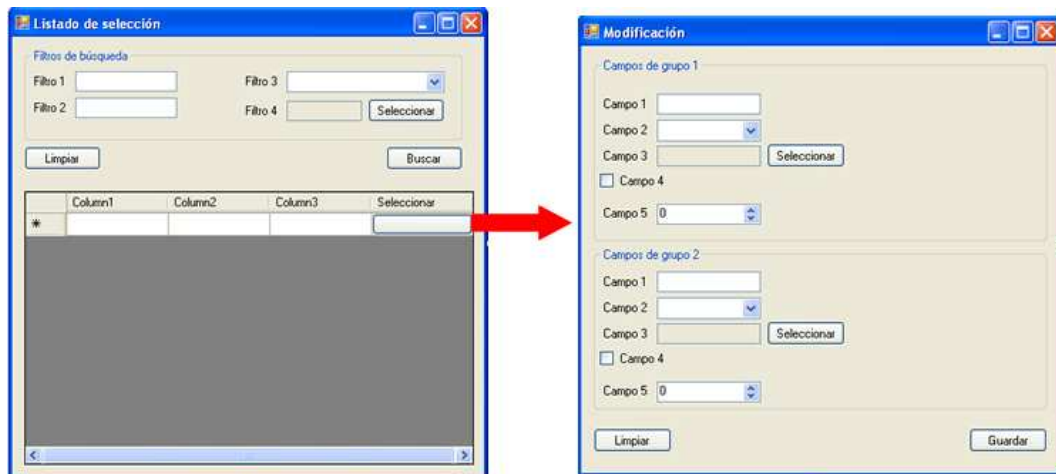 Listado de selección
Filtros de búsqueda
Filtro 1
Filtro 3
Filtro 2
Filtro 4
Seleccionar
Limpiar
Buscar
Column1 Column2 Column3 Seleccionar
*
Modificación
Campos de grupo 1
Campo 1
Campo 2
Campo 3 Seleccionar
Campo 4
Campo 5 0
Campos de grupo 2
Campo 1
Campo 2
Campo 3 Seleccionar
Campo 4
Campo 5 0
Limpiar
Guardar